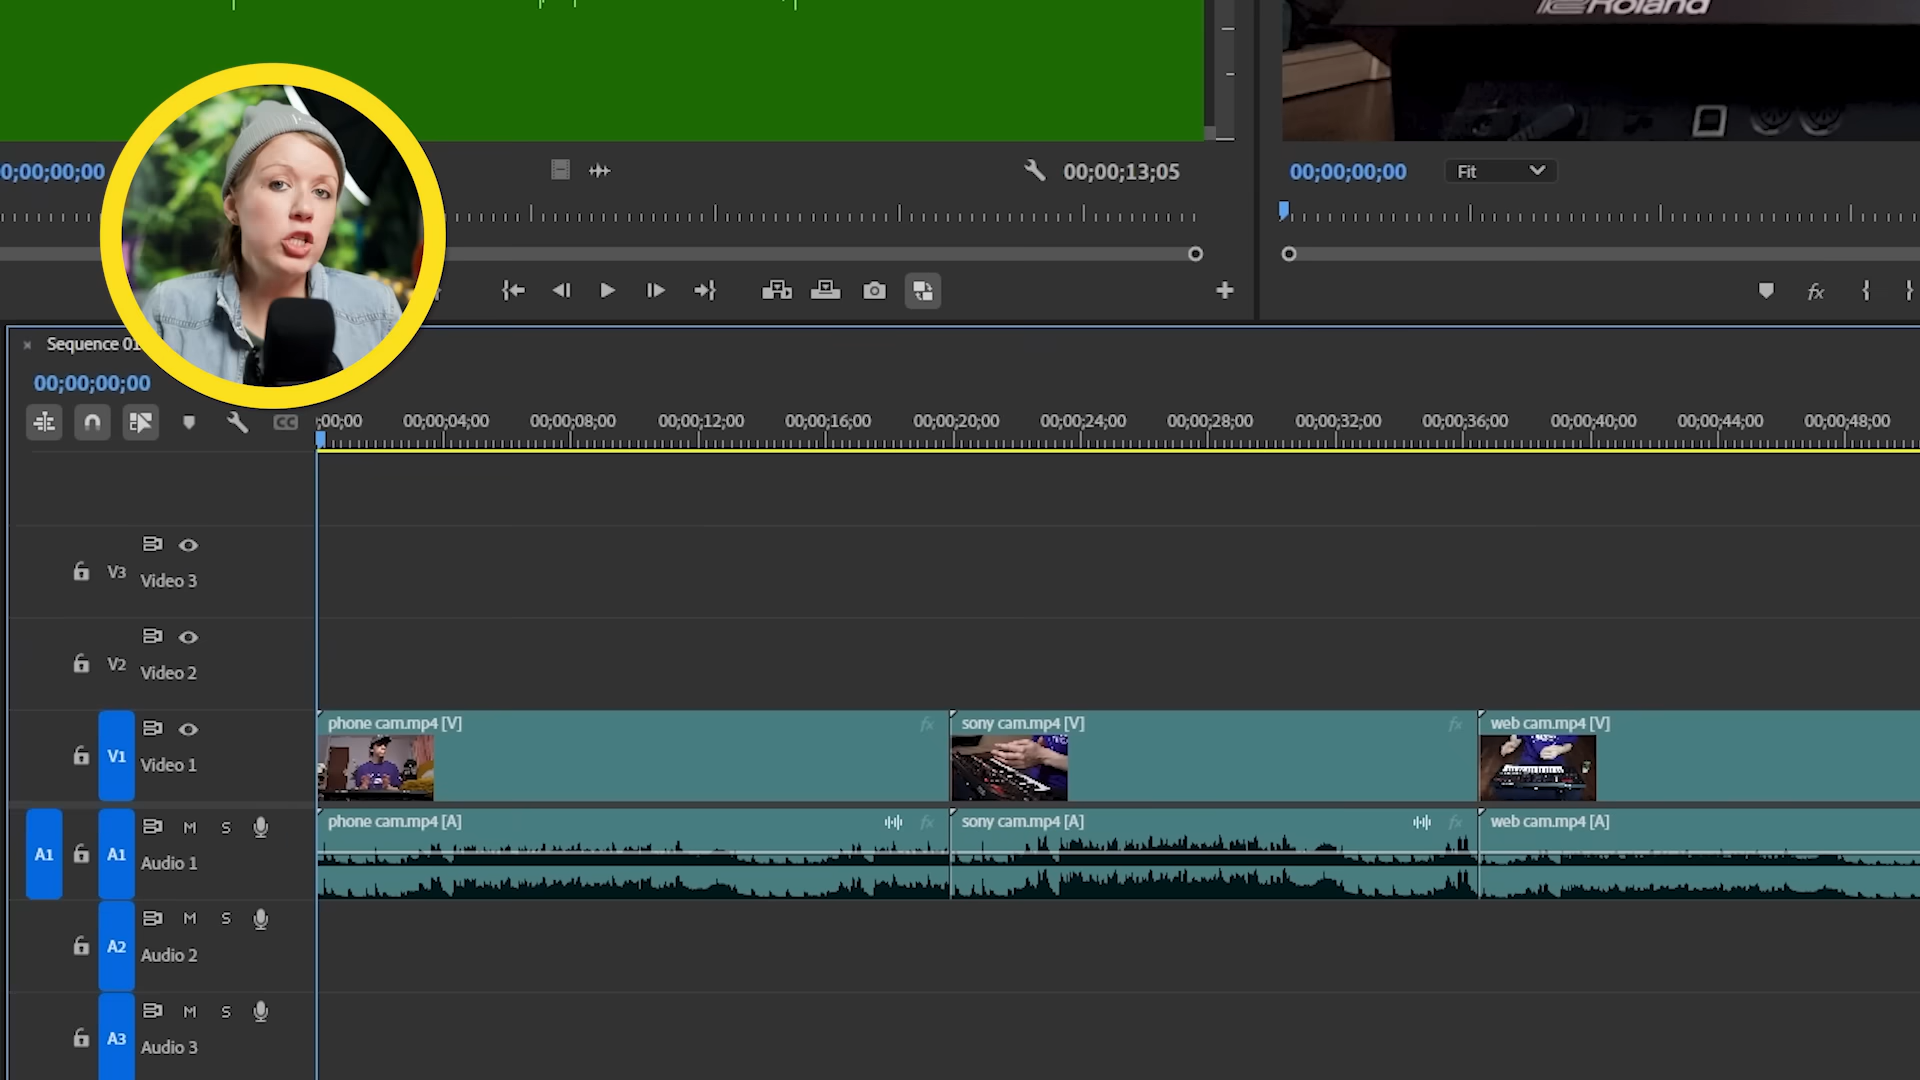 Roland
0;00;00;00
00;00;13;05
00;00;00;00
Fit
fx
× Sequence 01
00;00;00;00
CC
;00;00
00;00;04;00
00;00;08;00
00;00;12;00
00;00;16;00
00;00;20;00
00;00;24;00
00;00;28;00
00;00;32;00
00;00;36;00
00;00;40;00
00;00;44;00
00;00;48;00
V3
Video 3
V2
Video 2
V1
Video 1
phone cam.mp4 [V]
fx
sony cam.mp4 [V]
fx
web cam.mp4 [V]
A1
A1
M S
Audio 1
phone cam.mp4 [A]
fx
sony cam.mp4 [A]
fx
web cam.mp4 [A]
A2
M S
Audio 2
A3
M S
Audio 3